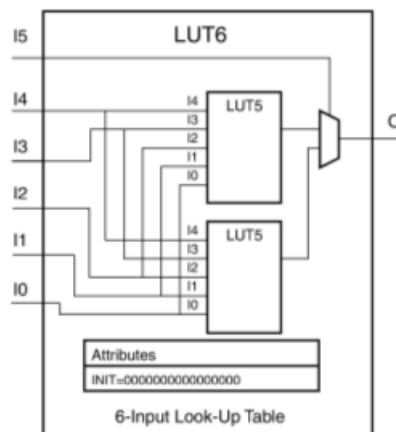 I5
LUT6
I4
I4
LUT5
I3
I2
I1
I0
O
I3
I2
I1
I0
I4
LUT5
I3
I2
I1
I0
Attributes
INIT=0000000000000000
6-Input Look-Up Table